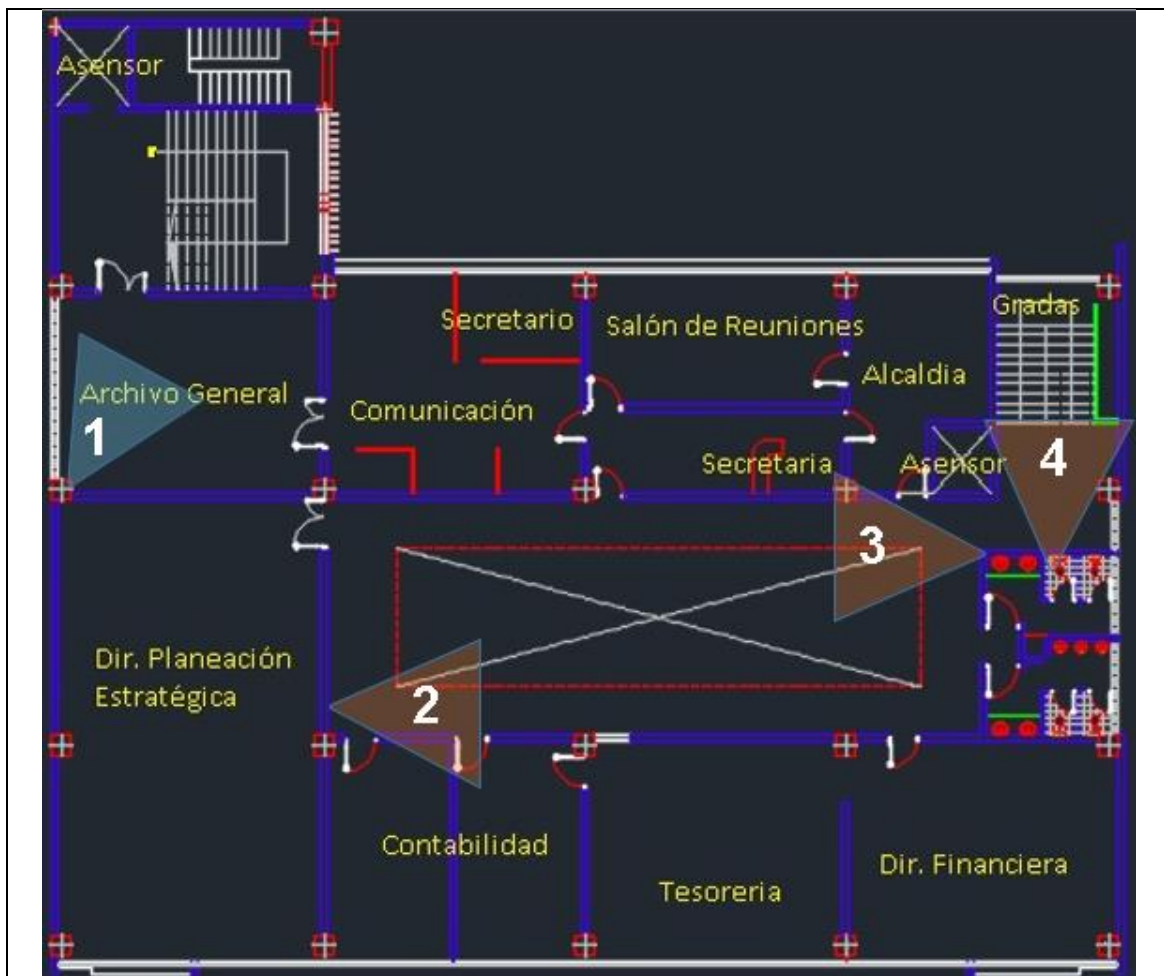 Asensor
Gradas
Secretario
Salón de Reuniones
Alcaldia
Archivo General
1
Comunicación
Secretaria
Asensor
4
3
Dir. Planeación
Estratégica
2
Contabilidad
Tesoreria
Dir. Financiera